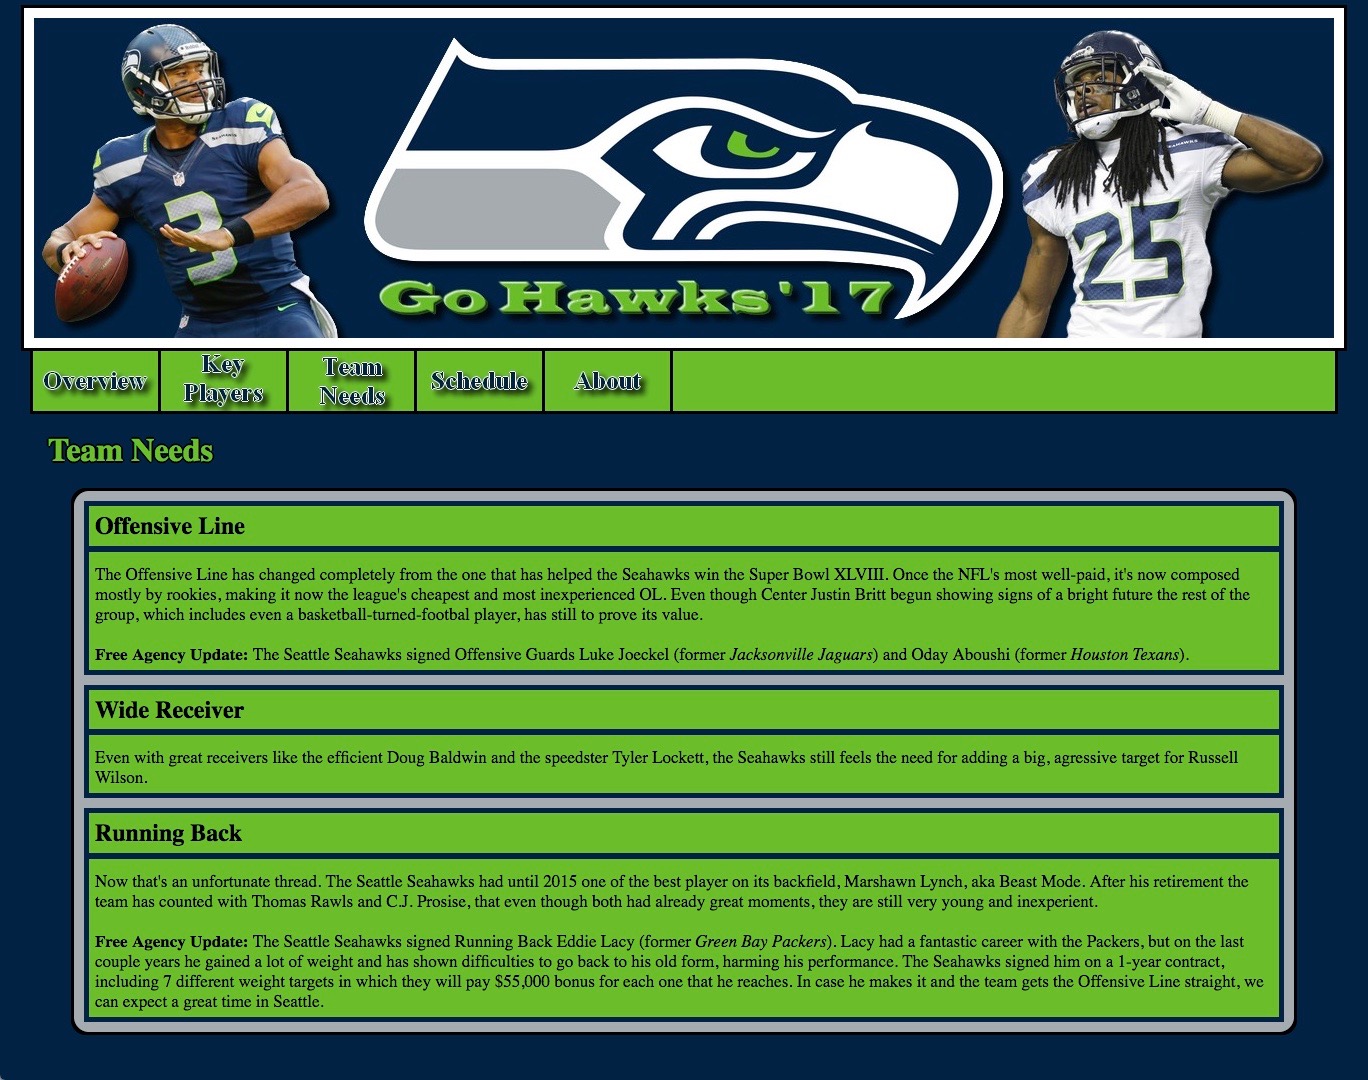 3
SEAHAWKS
25
Go Hawks'17
Overview
Key
Players
Team
Needs
Schedule
About
Team Needs
Offensive Line
The Offensive Line has changed completely from the one that has helped the Seahawks win the Super Bowl XLVIII. Once the NFL's most well-paid, it's now composed
mostly by rookies, making it now the league's cheapest and most inexperienced OL. Even though Center Justin Britt begun showing signs of a bright future the rest of the
group, which includes even a basketball-turned-footbal player, has still to prove its value.
Free Agency Update: The Seattle Seahawks signed Offensive Guards Luke Joeckel (former Jacksonville Jaguars) and Oday Aboushi (former Houston Texans).
Wide Receiver
Even with great receivers like the efficient Doug Baldwin and the speedster Tyler Lockett, the Seahawks still feels the need for adding a big, agressive target for Russell
Wilson.
Running Back
Now that's an unfortunate thread. The Seattle Seahawks had until 2015 one of the best player on its backfield, Marshawn Lynch, aka Beast Mode. After his retirement the
team has counted with Thomas Rawls and C.J. Prosise, that even though both had already great moments, they are still very young and inexperient.
Free Agency Update: The Seattle Seahawks signed Running Back Eddie Lacy (former Green Bay Packers). Lacy had a fantastic career with the Packers, but on the last
couple years he gained a lot of weight and has shown difficulties to go back to his old form, harming his performance. The Seahawks signed him on a 1-year contract,
including 7 different weight targets in which they will pay $55,000 bonus for each one that he reaches. In case he makes it and the team gets the Offensive Line straight, we
can expect a great time in Seattle.